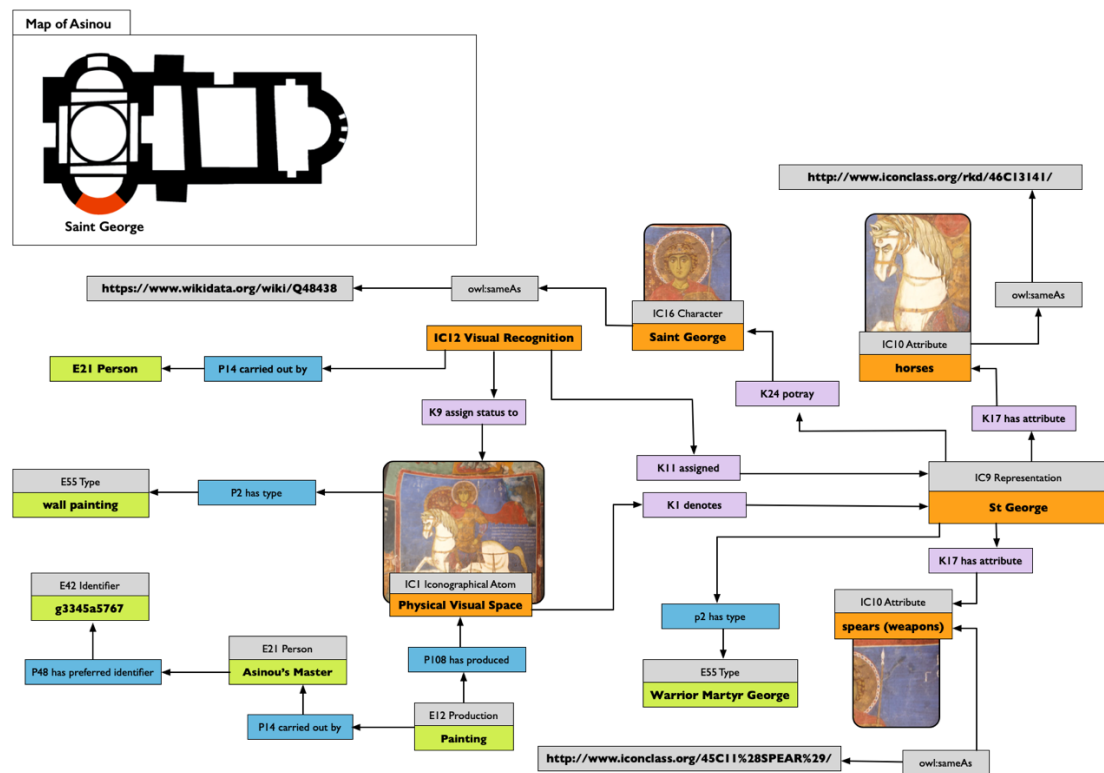 Map of Asinou
Saint George
http://www.iconclass.org/rkd/46C13141/
https://www.wikidata.org/wiki/Q48438
owl:sameAs
owl:sameAs
IC16 Character
Saint George
IC12 Visual Recognition
IC10 Attribute
horses
E21 Person
P14 carried out by
K9 assign status to
K24 potray
K17 has attribute
K11 assigned
IC9 Representation
St George
E55 Type
wall painting
P2 has type
K1 denotes
K17 has attribute
E42 Identifier
g3345a5767
IC1 Iconographical Atom
Physical Visual Space
IC10 Attribute
spears (weapons)
p2 has type
E21 Person
Asinou's Master
P48 has preferred identifier
P108 has produced
E55 Type
Warrior Martyr George
P14 carried out by
E12 Production
Painting
http://www.iconclass.org/45C11%28SPEAR%29/
owl:sameAs